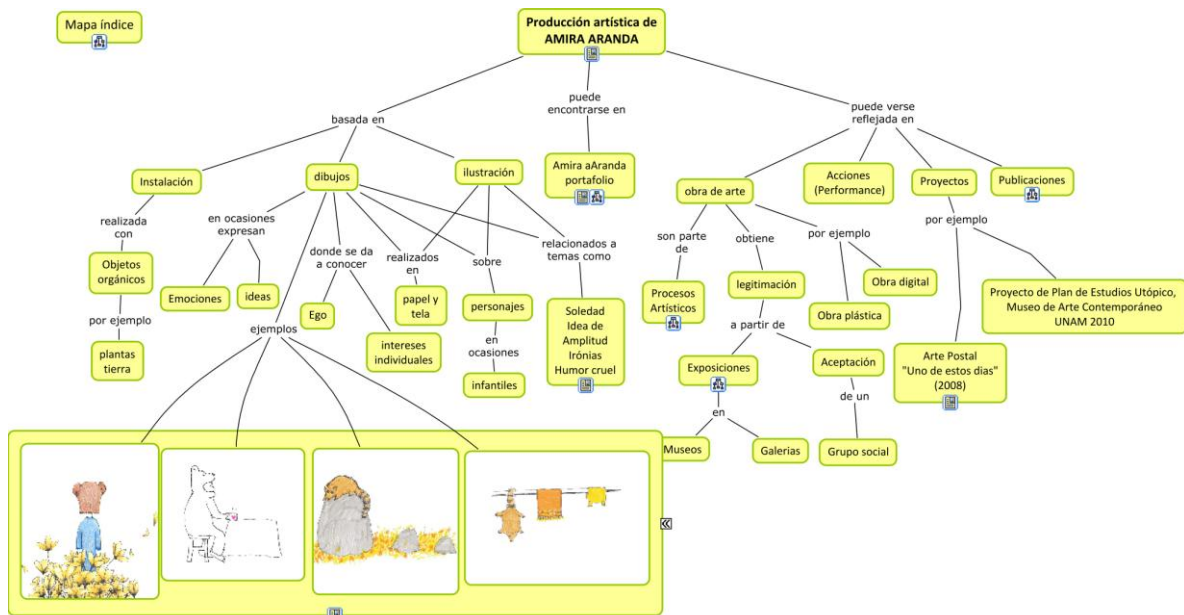 Mapa índice
Producción artística de
AMIRA ARANDA
basada en
puede
encontrarse en
puede verse
reflejada en
Instalación
dibujos
ilustración
Amira aAranda
portafolio
obra de arte
Acciones
(Performance)
Proyectos
Publicaciones
realizada
con
en ocasiones
expresan
donde se da
a conocer
realizados
en
sobre
relacionados a
temas como
son parte
de
obtiene
por ejemplo
por ejemplo
Objetos
orgánicos
Emociones
ideas
Ego
papel y
tela
personajes
Procesos
Artísticos
legitimación
Obra digital
Obra plástica
Proyecto de Plan de Estudios Utópico,
Museo de Arte Contemporáneo
UNAM 2010
por ejemplo
plantas
tierra
ejemplos
intereses
individuales
en
ocasiones
infantiles
Soledad
Idea de
Amplitud
Irónias
Humor cruel
a partir de
Exposiciones
Aceptación
Arte Postal
"Uno de estos dias"
(2008)
en
de un
Museos
Galerias
Grupo social